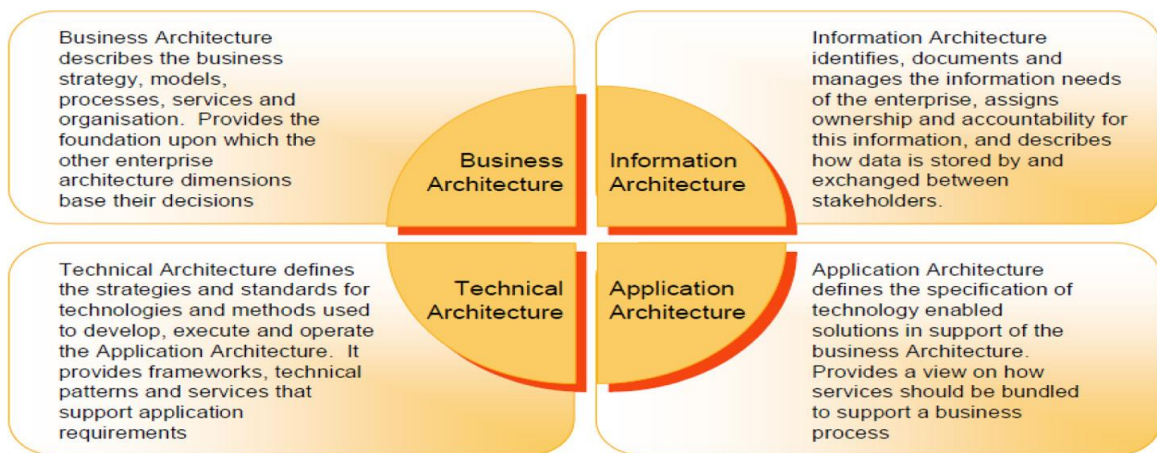 Business Architecture
describes the business
strategy, models,
processes, services and
organisation. Provides the
foundation upon which the
other enterprise
architecture dimensions
base their decisions
Business
Architecture
Information
Architecture
Information Architecture
identifies, documents and
manages the information needs
of the enterprise, assigns
ownership and accountability for
this information, and describes
how data is stored by and
exchanged between
stakeholders.
Technical Architecture defines
the strategies and standards for
technologies and methods used
to develop, execute and operate
the Application Architecture. It
provides frameworks, technical
patterns and services that
support application
requirements
Technical
Architecture
Application
Architecture
Application Architecture
defines the specification of
technology enabled
solutions in support of the
business Architecture.
Provides a view on how
services should be bundled
to support a business
process